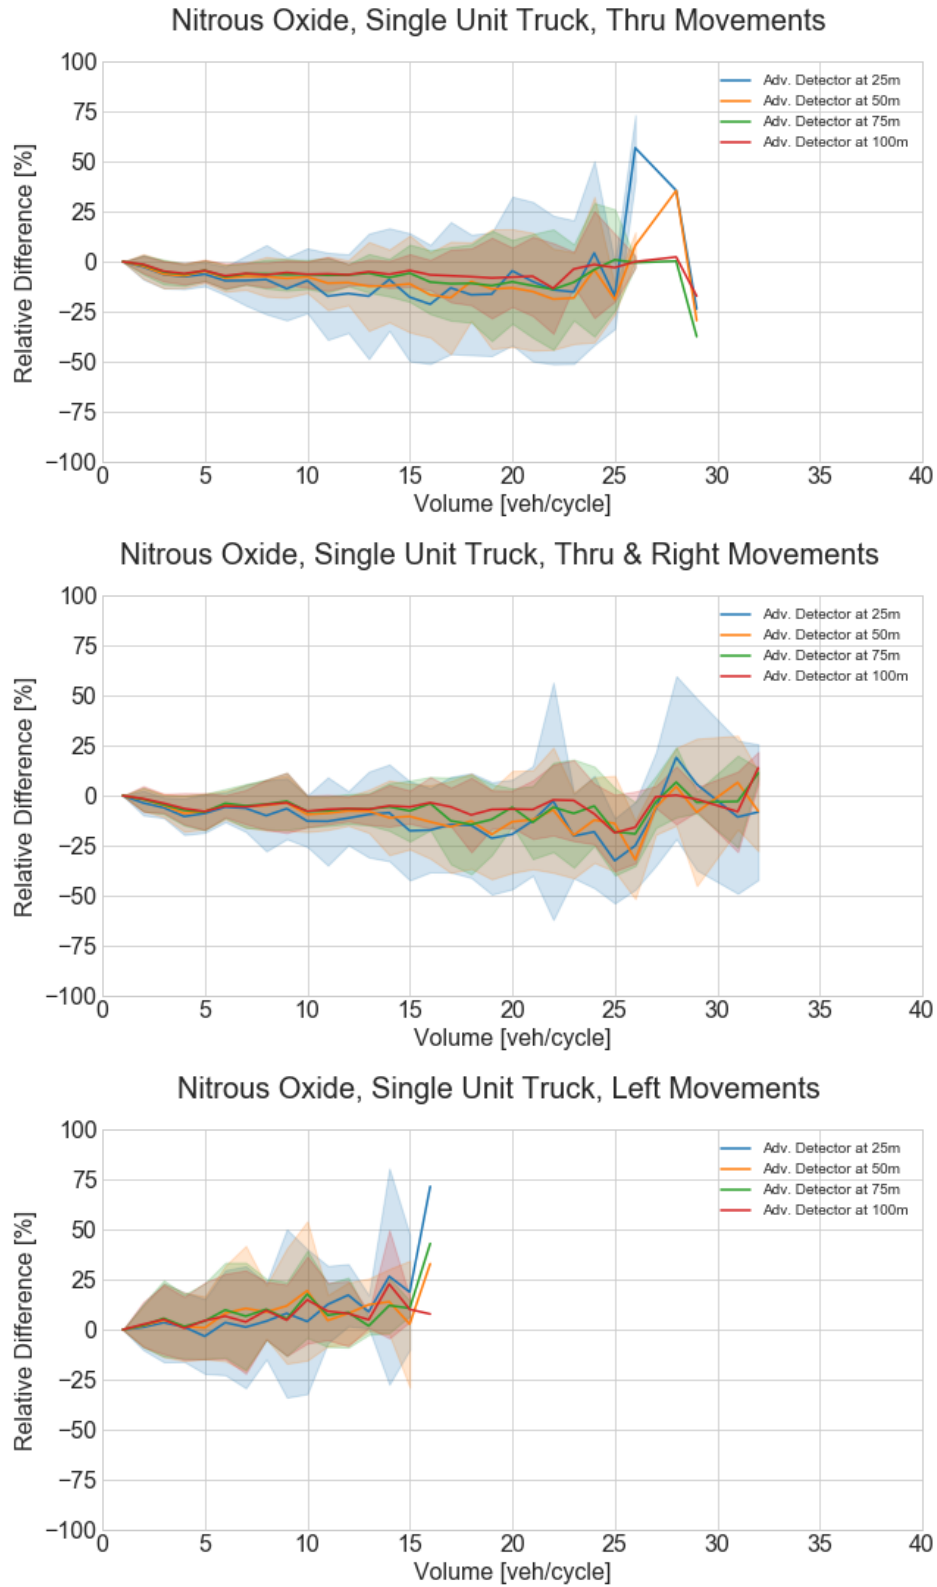 Nitrous Oxide, Single Unit Truck, Thru Movements
100
75
50
25
0
−25
−50
−75
−100
Relative Difference [%]
Adv. Detector at 25m
Adv. Detector at 50m
Adv. Detector at 75m
Adv. Detector at 100m
0 5 10 15 20 25 30 35 40
Volume [veh/cycle]
Nitrous Oxide, Single Unit Truck, Thru & Right Movements
100
75
50
25
0
−25
−50
−75
−100
Relative Difference [%]
Adv. Detector at 25m
Adv. Detector at 50m
Adv. Detector at 75m
Adv. Detector at 100m
0 5 10 15 20 25 30 35 40
Volume [veh/cycle]
Nitrous Oxide, Single Unit Truck, Left Movements
100
75
50
25
0
−25
−50
−75
−100
Relative Difference [%]
Adv. Detector at 25m
Adv. Detector at 50m
Adv. Detector at 75m
Adv. Detector at 100m
0 5 10 15 20 25 30 35 40
Volume [veh/cycle]